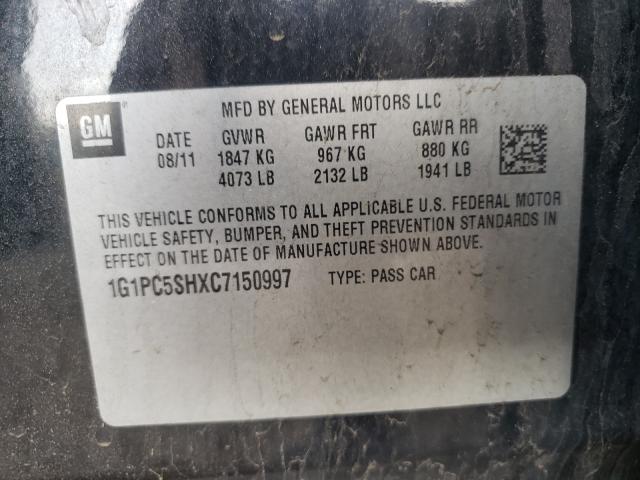 GM
MFD BY GENERAL MOTORS LLC
DATE GVWR GAWR FRT GAWR RR
08/11 1847 KG 967 KG 880 KG
4073 LB 2132 LB 1941 LB
THIS VEHICLE CONFORMS TO ALL APPLICABLE U.S. FEDERAL MOTOR
VEHICLE SAFETY, BUMPER, AND THEFT PREVENTION STANDARDS IN
EFFECT ON THE DATE OF MANUFACTURE SHOWN ABOVE.
1G1PC5SHXC7150997 TYPE: PASS CAR